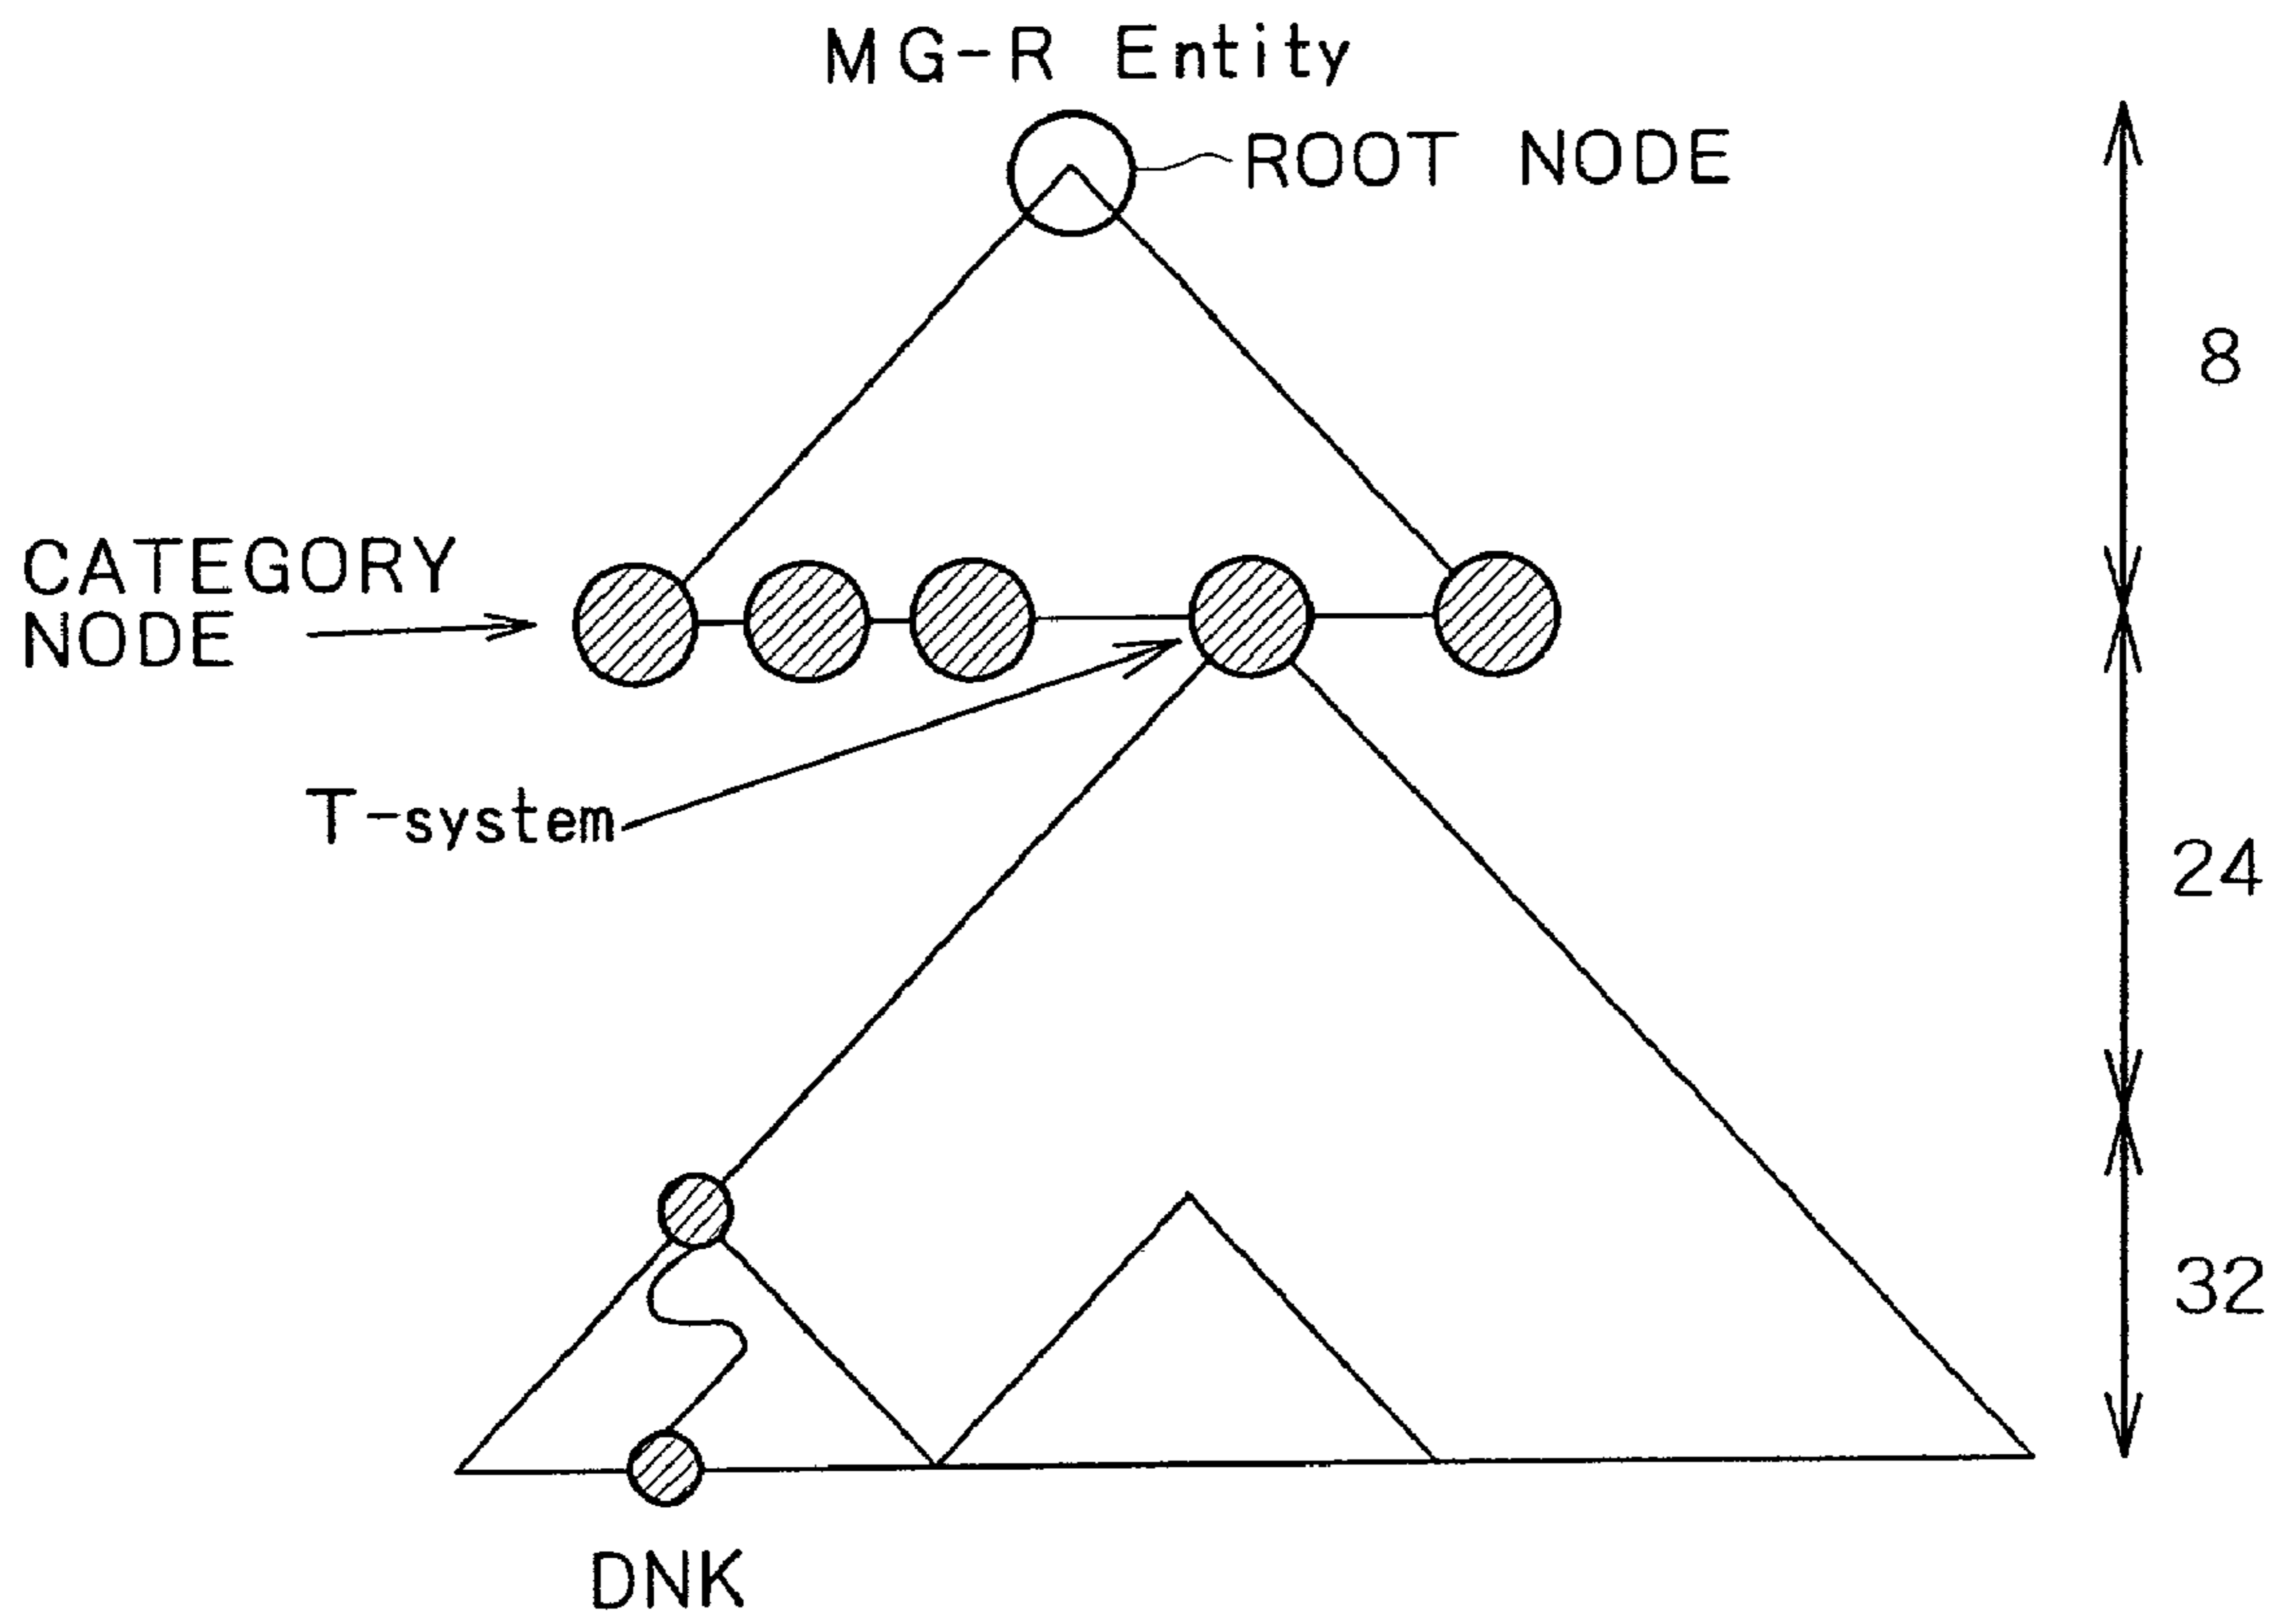 MG-R Entity
ROOT NODE
8
CATEGORY
NODE
T-system
24
32
DNK